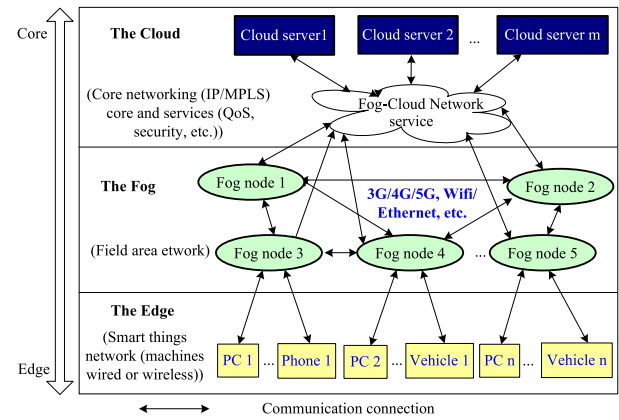 Core
The Cloud
Cloud server1
Cloud server 2
...
Cloud server m
(Core networking (IP/MPLS)
core and services (QoS,
security, etc.))
Fog-Cloud Network
service
The Fog
Fog node 1
3G/4G/5G, Wifi/
Ethernet, etc.
Fog node 2
(Field area etwork)
Fog node 3
Fog node 4
...
Fog node 5
The Edge
(Smart things
network (machines
wired or wireless))
PC 1
...
Phone 1
PC 2
...
Vehicle 1
PC n
...
Vehicle n
Edge
Communication connection